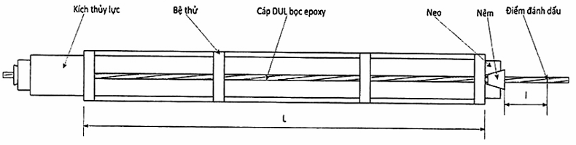 Kích thủy lực
Bệ thử
Cáp DUL bọc epoxy
Neo
Nêm
Điểm đánh dấu
L
l